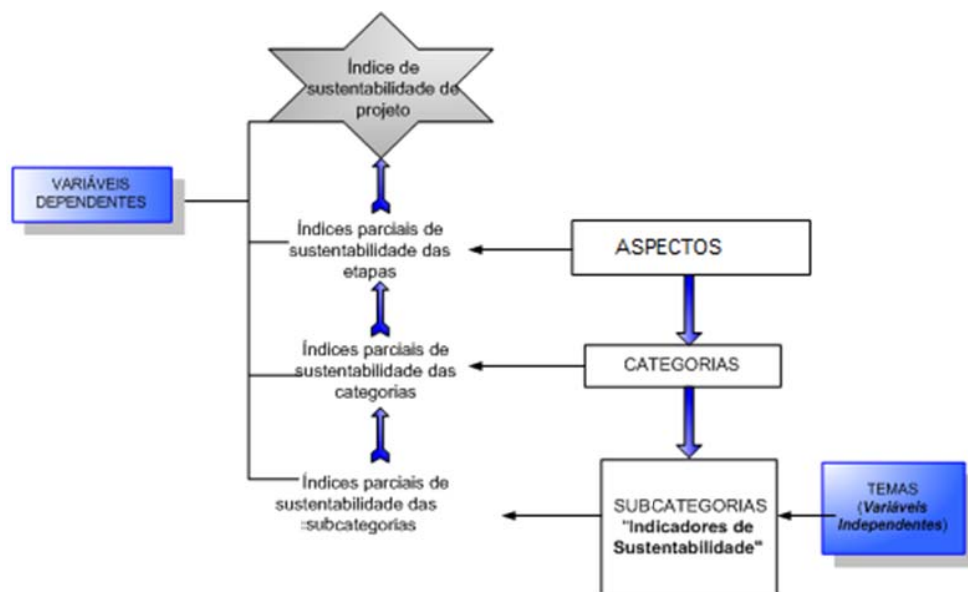 Índice de
sustentabilidade de
projeto
VARIÁVEIS
DEPENDENTES
Índices parciais de
sustentabilidade das
etapas
ASPECTOS
Índices parciais de
sustentabilidade das
categorias
CATEGORIAS
Índices parciais de
sustentabilidade das
subcategorias
SUBCATEGORIAS
"Indicadores de
Sustentabilidade"
TEMAS
(Variáveis
Independentes)